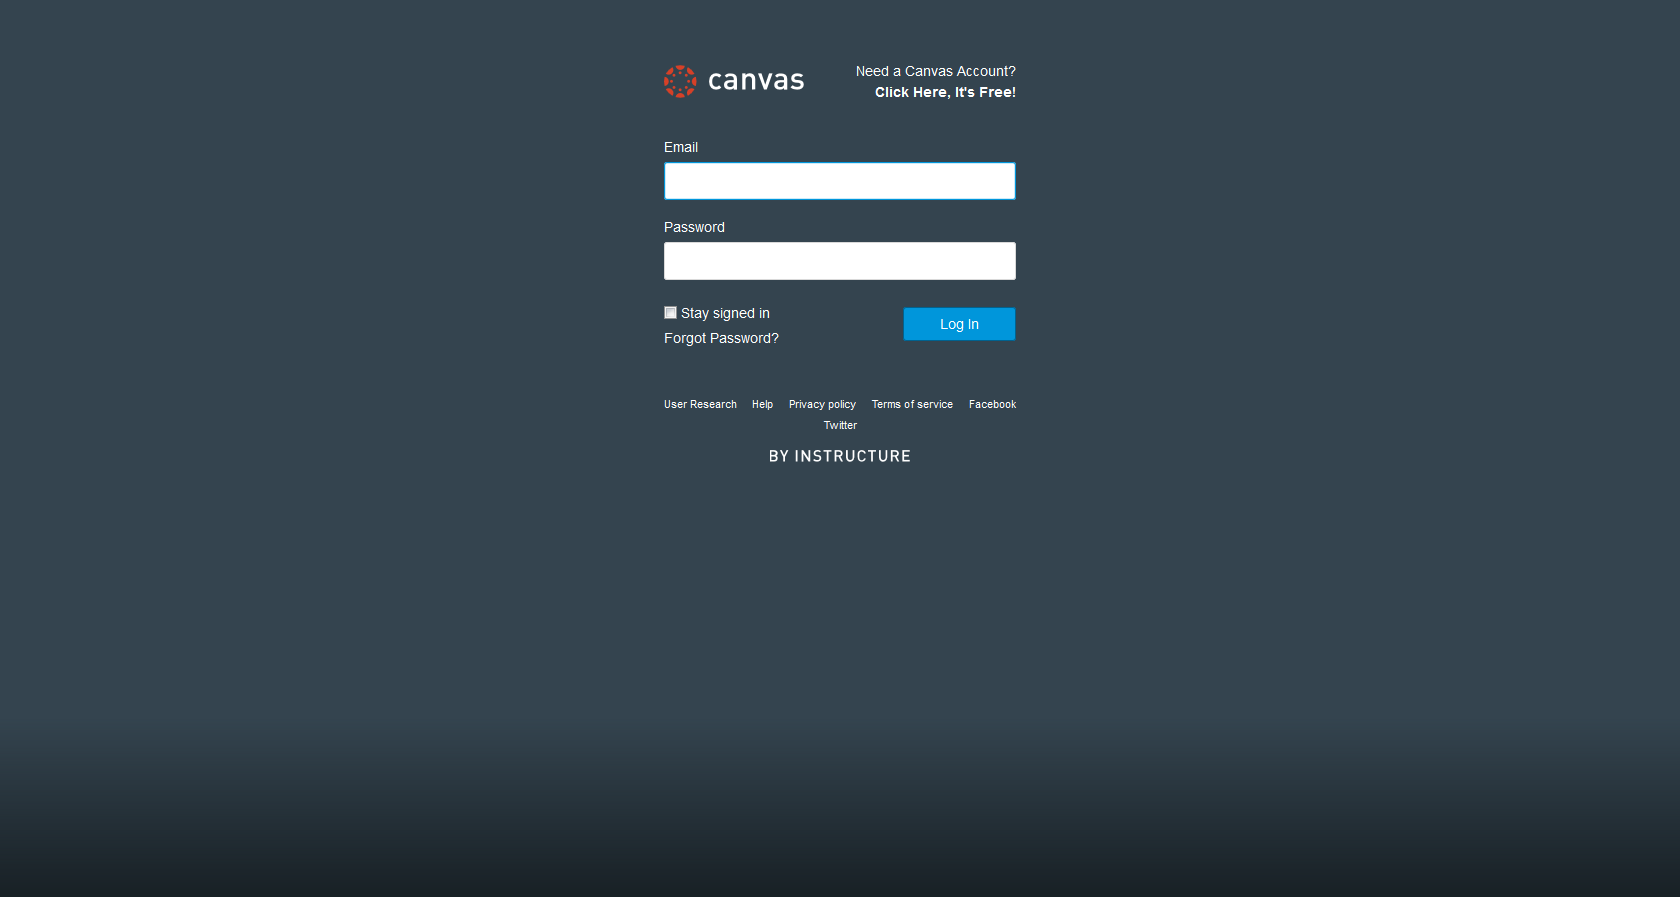 canvas
Need a Canvas Account?
Click Here, It's Free!
Email
Password
Stay signed in
Forgot Password?
Log In
User Research Help Privacy policy Terms of service Facebook
Twitter
BY INSTRUCTURE